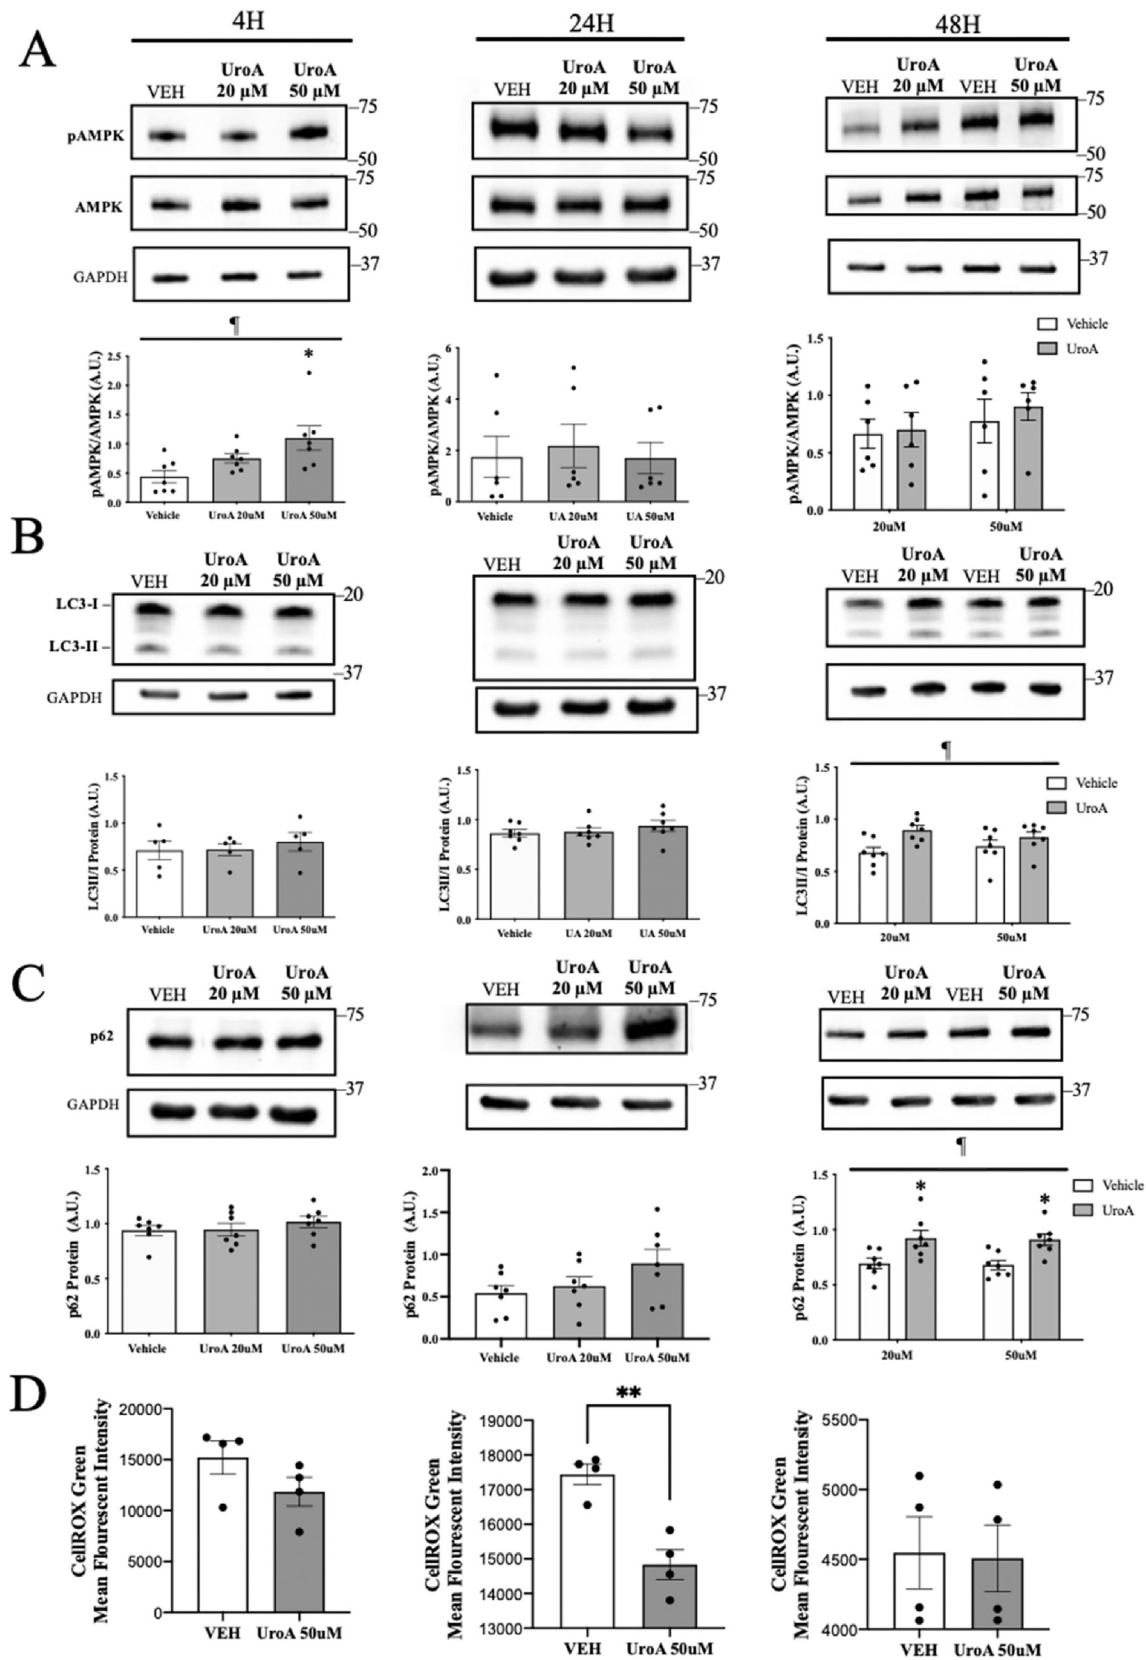 4H
24H
48H
A
VEH
UroA
20 µM
UroA
50 µM
VEH
UroA
20 µM
UroA
50 µM
VEH
UroA
20 µM
VEH
UroA
50 µM
pAMPK
–75
–50
–75
–50
–75
–50
AMPK
–75
–50
–75
–50
–75
–50
GAPDH
–37
–37
–37
¶
*
pAMPK/AMPK (A.U.)
2.5
2.0
1.5
1.0
0.5
0.0
Vehicle
UroA 20uM
UroA 50uM
pAMPK/AMPK (A.U.)
6
4
2
0
Vehicle
UA 20uM
UA 50uM
pAMPK/AMPK (A.U.)
1.5
1.0
0.5
0.0
20uM
50uM
Vehicle
UroA
B
VEH
UroA
20 µM
UroA
50 µM
VEH
UroA
20 µM
UroA
50 µM
VEH
UroA
20 µM
VEH
UroA
50 µM
LC3-I –
LC3-II –
–20
–20
–20
GAPDH
–37
–37
–37
LC3II/I Protein (A.U.)
1.5
1.0
0.5
0.0
Vehicle
UroA 20uM
UroA 50uM
LC3II/I Protein (A.U.)
1.5
1.0
0.5
0.0
Vehicle
UA 20uM
UA 50uM
¶
LC3II/I Protein (A.U.)
1.5
1.0
0.5
0.0
20uM
50uM
Vehicle
UroA
C
VEH
UroA
20 µM
UroA
50 µM
VEH
UroA
20 µM
UroA
50 µM
VEH
UroA
20 µM
VEH
UroA
50 µM
p62
–75
–75
–75
GAPDH
–37
–37
–37
p62 Protein (A.U.)
1.5
1.0
0.5
0.0
Vehicle
UroA 20uM
UroA 50uM
p62 Protein (A.U.)
2.0
1.5
1.0
0.5
0.0
Vehicle
UroA 20uM
UroA 50uM
¶
*
*
p62 Protein (A.U.)
1.5
1.0
0.5
0.0
20uM
50uM
Vehicle
UroA
D
CellROX Green
Mean Flourescent Intensity
20000
15000
10000
5000
0
VEH
UroA 50uM
**
CellROX Green
Mean Flourescent Intensity
19000
18000
17000
16000
15000
14000
13000
VEH
UroA 50uM
CellROX Green
Mean Flourescent Intensity
5500
5000
4500
4000
VEH
UroA 50uM